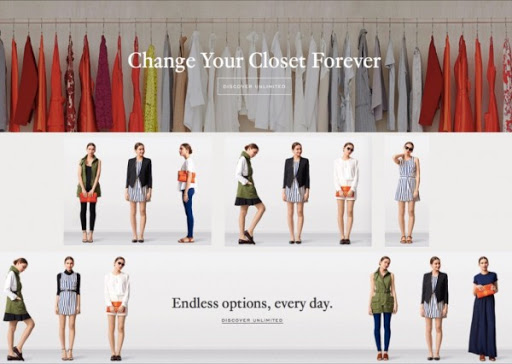 Change Your Closet Forever
DISCOVER UNLIMITED
Endless options, every day.
DISCOVER UNLIMITED